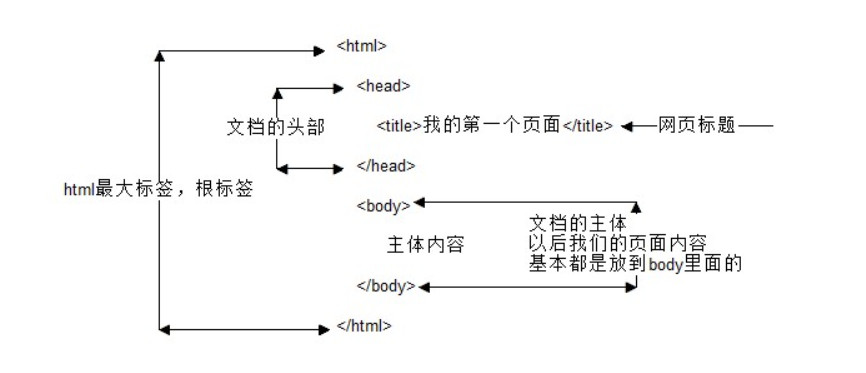 <html>
<head>
文档的头部
<title>我的第一个页面</title>
网页标题
</head>
html最大标签，根标签
<body>
主体内容
文档的主体
以后我们的页面内容
基本都是放到body里面的
</body>
</html>